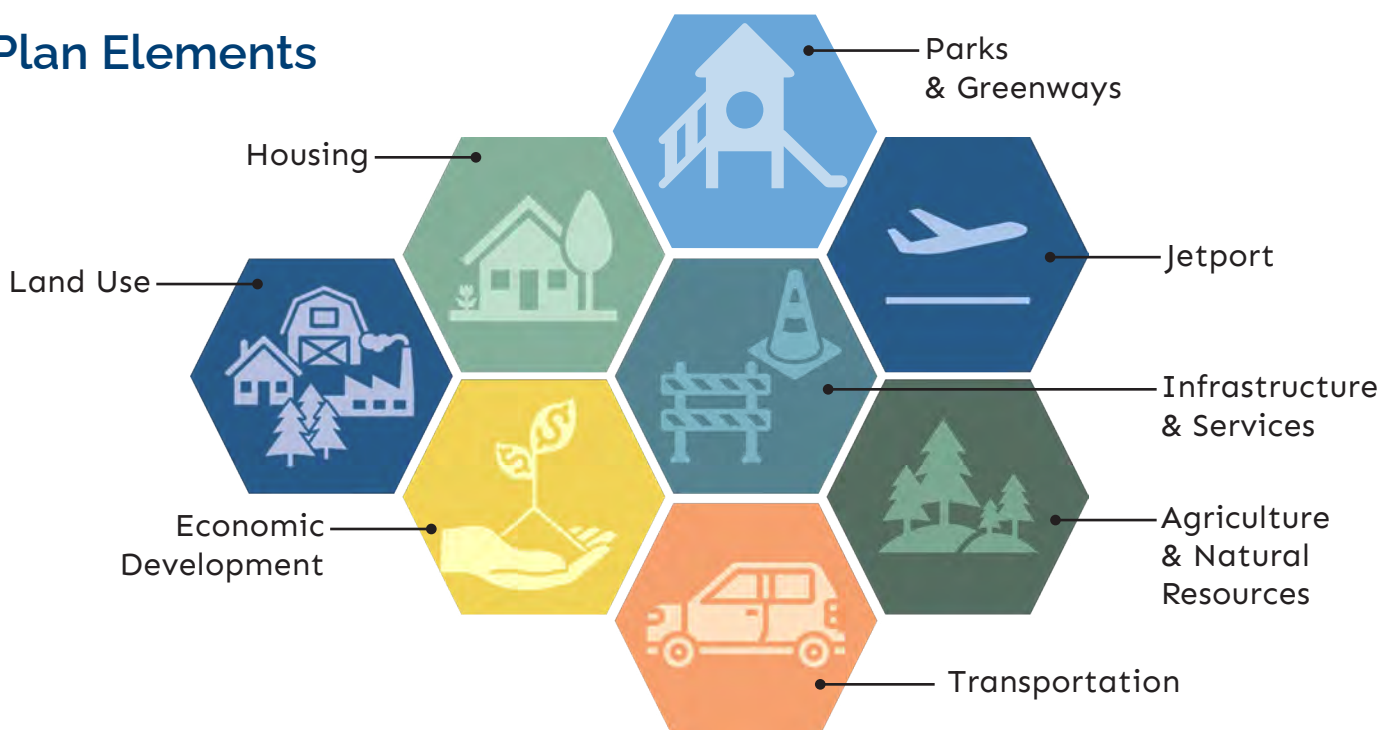 Plan Elements
Parks
& Greenways
Housing
Jetport
Land Use
Infrastructure
& Services
Economic
Development
Agriculture
& Natural
Resources
Transportation